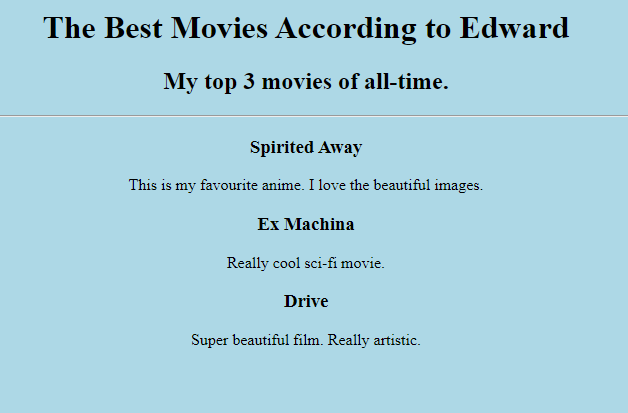 The Best Movies According to Edward
My top 3 movies of all-time.
Spirited Away
This is my favourite anime. I love the beautiful images.
Ex Machina
Really cool sci-fi movie.
Drive
Super beautiful film. Really artistic.